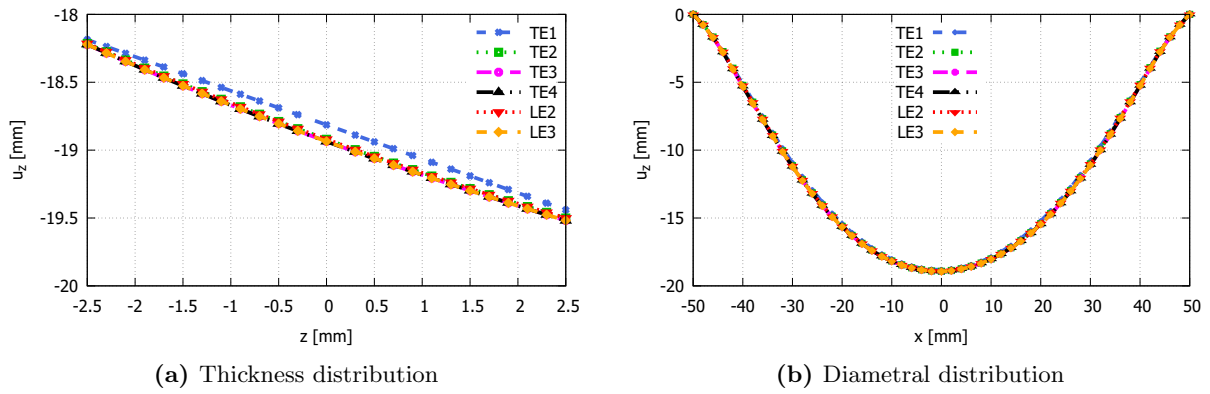 -18
-18.5
-19
-19.5
-20
u_z [mm]
-2.5 -2 -1.5 -1 -0.5 0 0.5 1 1.5 2 2.5
z [mm]
TE1
TE2
TE3
TE4
LE2
LE3
(a) Thickness distribution
0
-5
-10
-15
-20
u_z [mm]
-50 -40 -30 -20 -10 0 10 20 30 40 50
x [mm]
TE1
TE2
TE3
TE4
LE2
LE3
(b) Diametral distribution